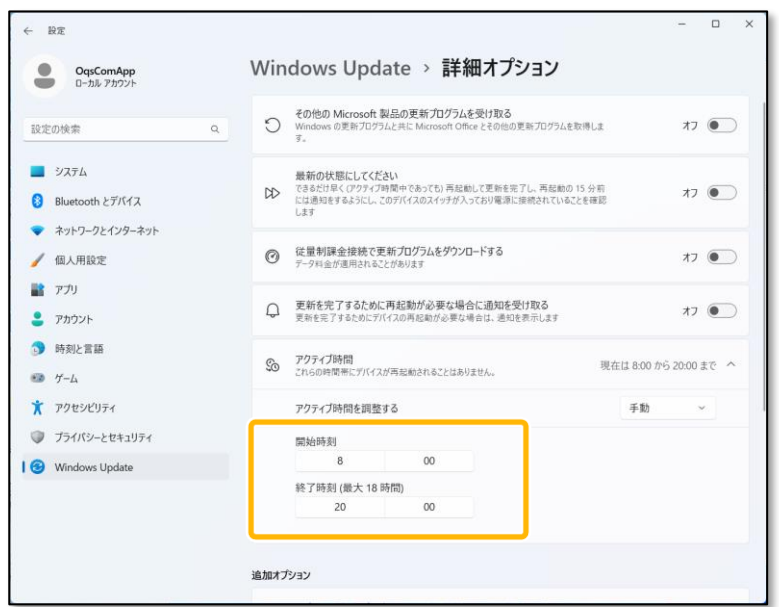 ← 設定
OqsComApp
ローカル アカウント
設定の検索
システム
Bluetooth とデバイス
ネットワークとインターネット
個人用設定
アプリ
アカウント
時刻と言語
ゲーム
アクセシビリティ
プライバシーとセキュリティ
Windows Update
Windows Update › 詳細オプション
その他の Microsoft 製品の更新プログラムを受け取る
Windows の更新プログラムと共に Microsoft Office とその他の更新プログラムを取得しま
す。
オフ
最新の状態にしてください
できるだけ早く (アクティブ時間中であっても) 再起動して更新を完了し、再起動の 15 分前
には通知をするようにし、このデバイスのスイッチが入っており電源に接続されていることを確認
します
オフ
従量制課金接続で更新プログラムをダウンロードする
データ料金が適用されることがあります
オフ
更新を完了するために再起動が必要な場合に通知を受け取る
更新を完了するためにデバイスの再起動が必要な場合は、通知を表示します
オフ
アクティブ時間
これらの時間帯にデバイスが再起動されることはありません。
現在は 8:00 から 20:00 まで
アクティブ時間を調整する
手動
開始時刻
8 00
終了時刻 (最大 18 時間)
20 00
追加オプション